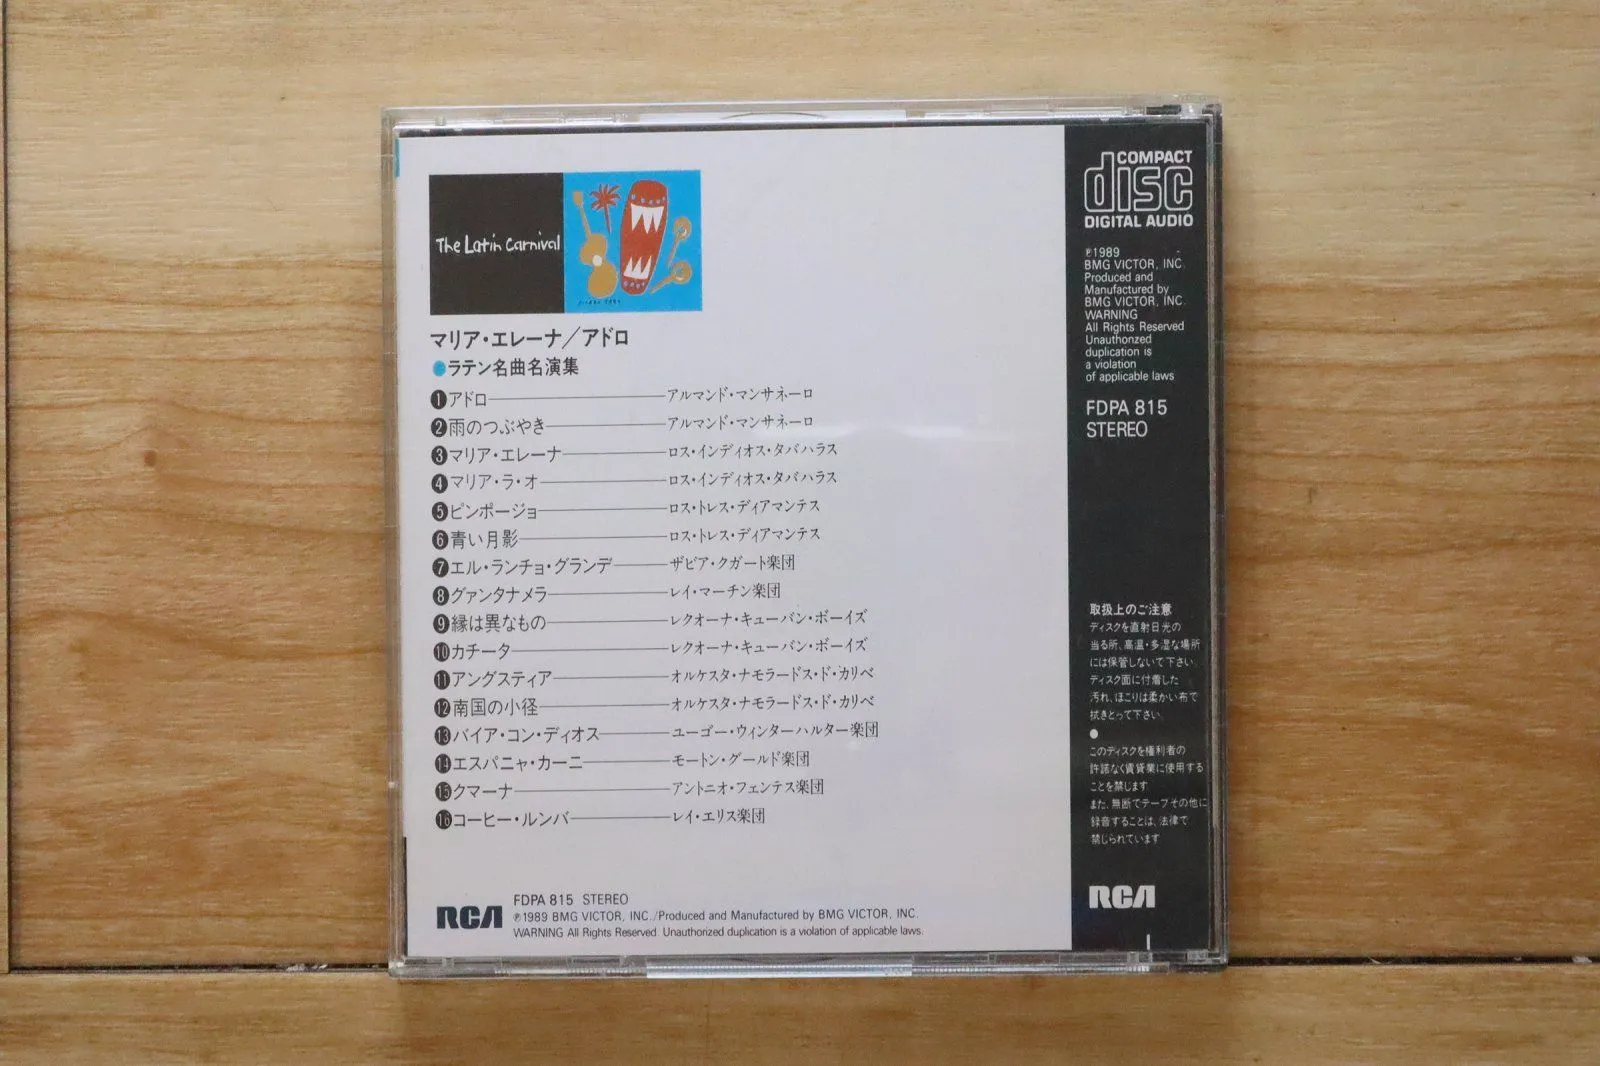 The Latin Carnival
マリア・エレーナ／アドロ
●ラテン名曲名演集
❶アドロ――アルマンド・マンサネーロ
❷雨のつぶやき――アルマンド・マンサネーロ
❸マリア・エレーナ――ロス・インディオス・タバハラス
❹マリア・ラ・オ――ロス・インディオス・タバハラス
❺ピンポージョ――ロス・トレス・ディアマンテス
❻青い月影――ロス・トレス・ディアマンテス
❼エル・ランチョ・グランデ――ザビア・クガート楽団
❽グァンタナメラ――レイ・マーチン楽団
❾縁は異なもの――レクオーナ・キューバン・ボーイズ
❿カチータ――レクオーナ・キューバン・ボーイズ
⓫アングスティア――オルケスタ・ナモラードス・ド・カリベ
⓬南国の小径――オルケスタ・ナモラードス・ド・カリベ
⓭バイア・コン・ディオス――ユーゴー・ウィンターハルター楽団
⓮エスパニャ・カーニ――モートン・グールド楽団
⓯クマーナ――アントニオ・フェンテス楽団
⓰コーヒー・ルンバ――レイ・エリス楽団
RCA
FDPA 815 STEREO
℗1989 BMG VICTOR, INC./Produced and Manufactured by BMG VICTOR, INC.
WARNING All Rights Reserved. Unauthorized duplication is a violation of applicable laws.
COMPACT
disc
DIGITAL AUDIO
℗1989
BMG VICTOR, INC.
Produced and
Manufactured by
BMG VICTOR, INC.
WARNING
All Rights Reserved
Unauthorized
duplication is
a violation
of applicable laws
FDPA 815
STEREO
取扱上のご注意
ディスクを直射日光の
当る所、高温・多湿な場所
には保管しないで下さい。
ディスク面に付着した
汚れ、ほこりは柔かい布で
拭きとって下さい。
●
このディスクを権利者の
許諾なく賃貸業に使用する
ことを禁じます
また、無断でテープその他に
録音することは、法律で
禁じられています
RCA